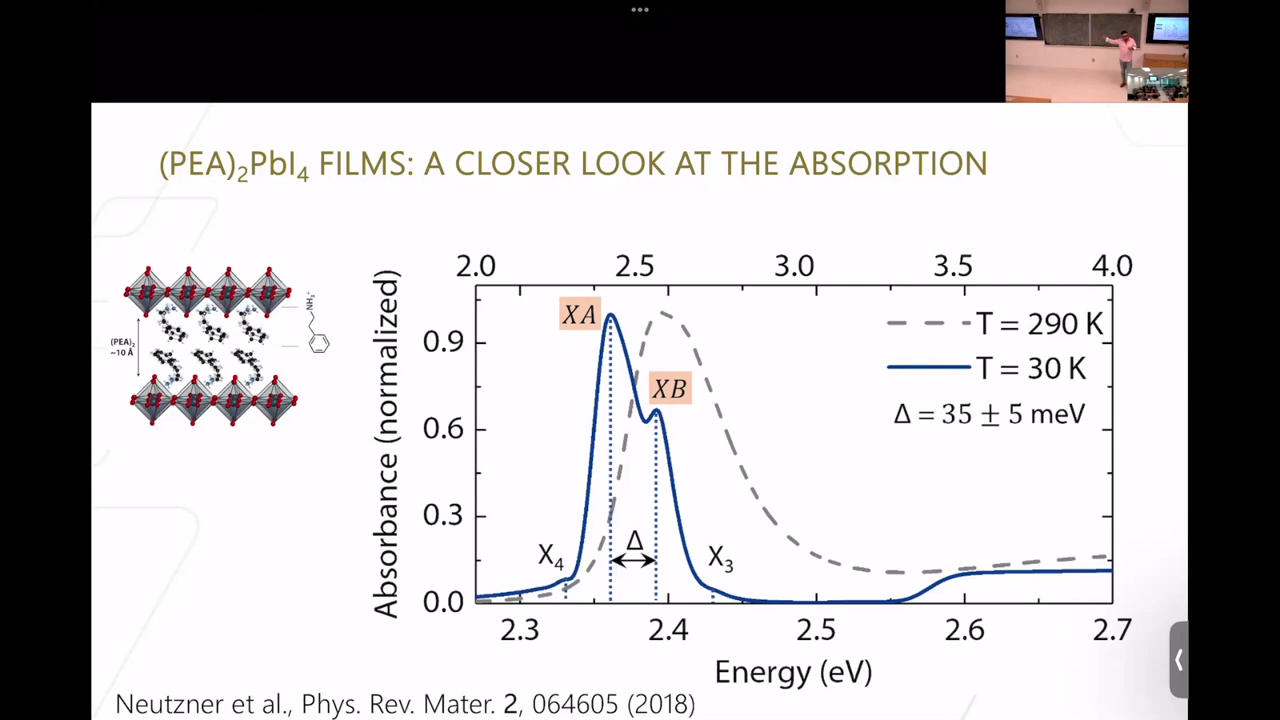 (PEA)₂PbI₄ FILMS: A CLOSER LOOK AT THE ABSORPTION
(PEA)₂
~10 Å
NH₃⁺
2.0 2.5 3.0 3.5 4.0
XA
XB
T = 290 K
T = 30 K
Δ = 35 ± 5 meV
0.9
0.6
0.3
0.0
Absorbance (normalized)
X₄
Δ
X₃
2.3 2.4 2.5 2.6 2.7
Energy (eV)
Neutzner et al., Phys. Rev. Mater. 2, 064605 (2018)